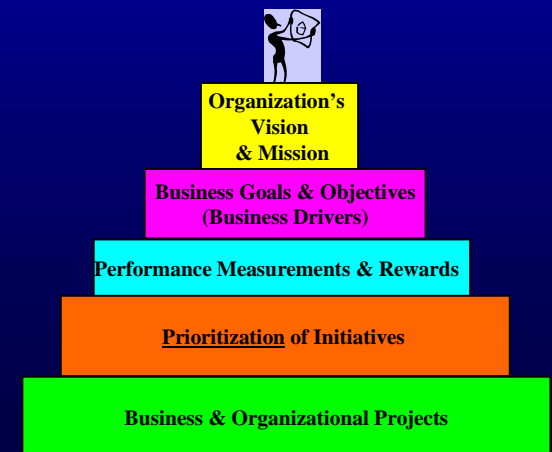 Organization's
Vision
& Mission
Business Goals & Objectives
(Business Drivers)
Performance Measurements & Rewards
Prioritization of Initiatives
Business & Organizational Projects